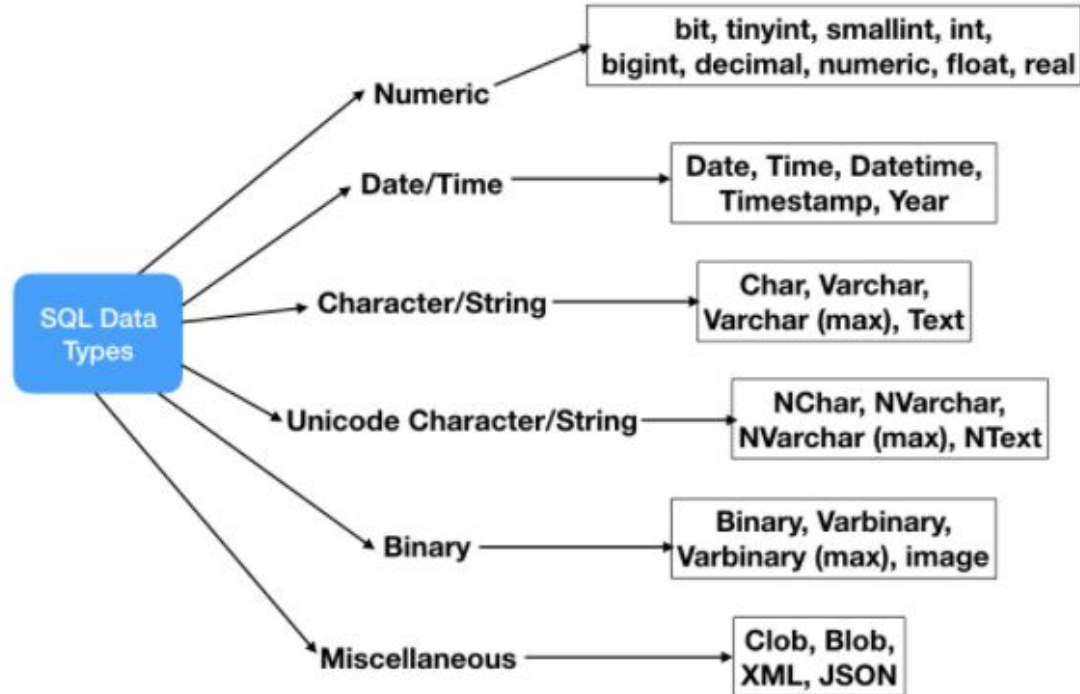 bit, tinyint, smallint, int,
bigint, decimal, numeric, float, real
Numeric
Date, Time, Datetime,
Timestamp, Year
Date/Time
SQL Data
Types
Character/String
Char, Varchar,
Varchar (max), Text
Unicode Character/String
NChar, NVarchar,
NVarchar (max), NText
Binary
Binary, Varbinary,
Varbinary (max), image
Miscellaneous
Clob, Blob,
XML, JSON